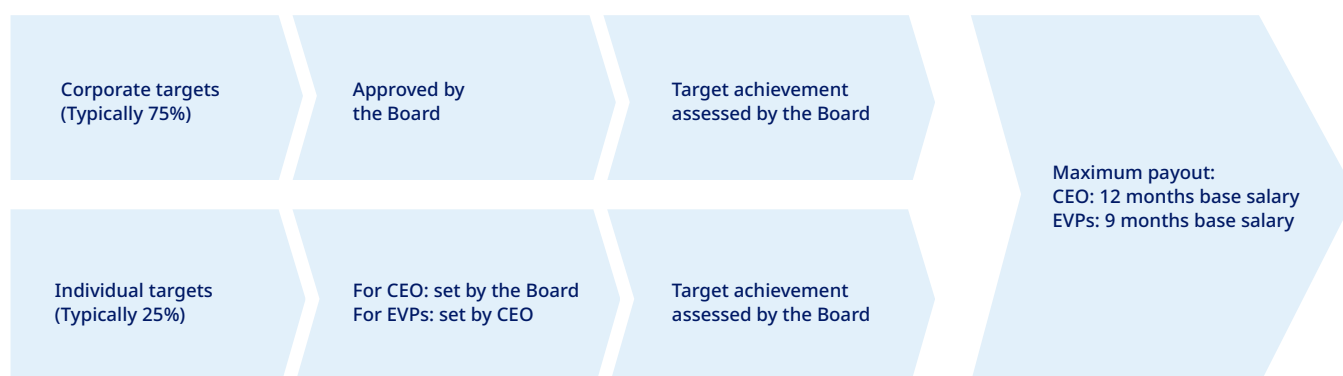 Corporate targets
(Typically 75%)
Approved by
the Board
Target achievement
assessed by the Board
Individual targets
(Typically 25%)
For CEO: set by the Board
For EVPs: set by CEO
Target achievement
assessed by the Board
Maximum payout:
CEO: 12 months base salary
EVPs: 9 months base salary